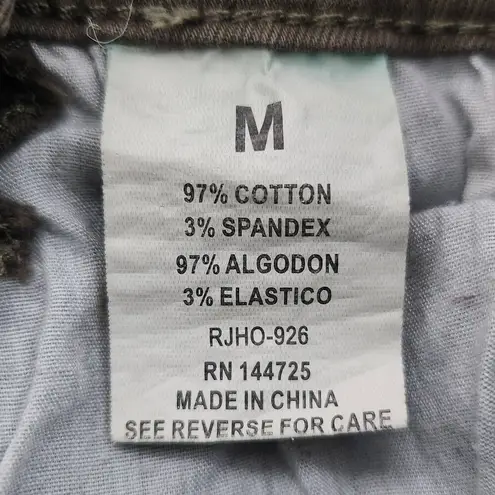 M
97% COTTON
3% SPANDEX
97% ALGODON
3% ELASTICO
RJHO-926
RN 144725
MADE IN CHINA
SEE REVERSE FOR CARE